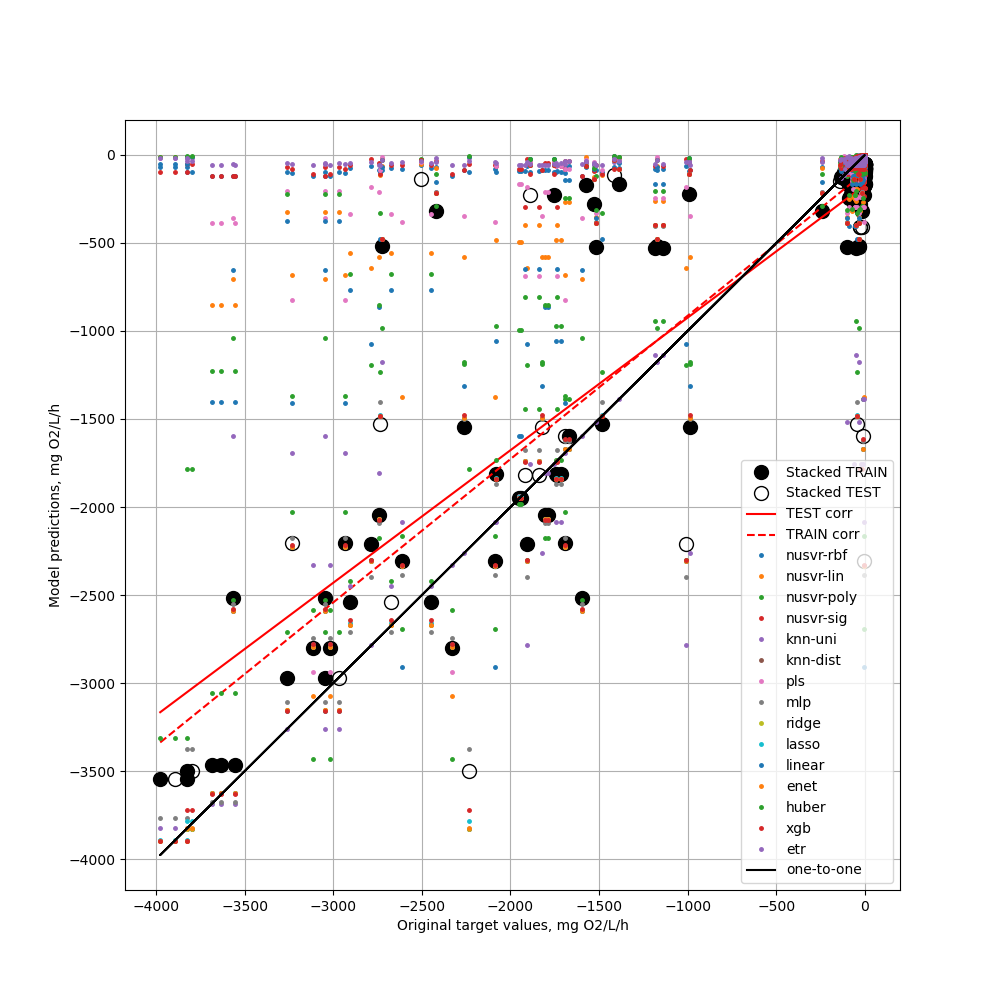 0
−500
−1000
−1500
−2000
−2500
−3000
−3500
−4000
Model predictions, mg O2/L/h
−4000 −3500 −3000 −2500 −2000 −1500 −1000 −500 0
Original target values, mg O2/L/h
Stacked TRAIN
Stacked TEST
TEST corr
TRAIN corr
nusvr-rbf
nusvr-lin
nusvr-poly
nusvr-sig
knn-uni
knn-dist
pls
mlp
ridge
lasso
linear
enet
huber
xgb
etr
one-to-one